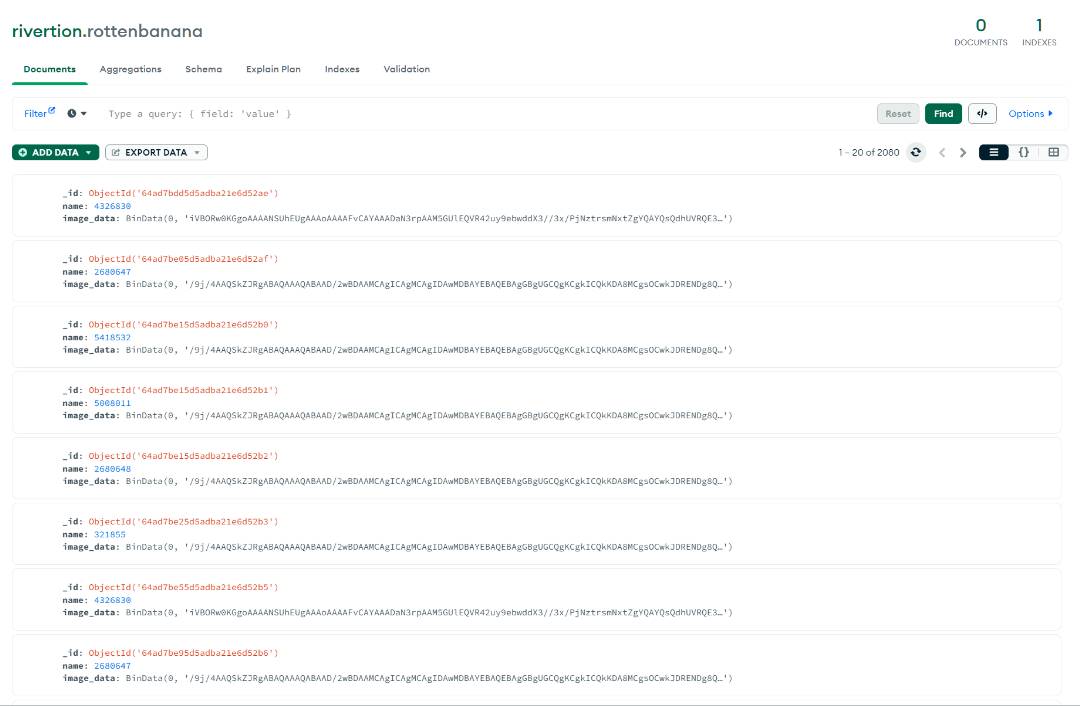 rivertion.rottenbanana
0 1
DOCUMENTS INDEXES
Documents Aggregations Schema Explain Plan Indexes Validation
Filter Type a query: { field: 'value' } Reset Find </> Options
ADD DATA EXPORT DATA 1 – 20 of 2080 {}
_id: ObjectId('64ad7bdd5d5adba21e6d52ae')
name: 4326830
image_data: BinData(0, 'iVBORw0KGgoAAAANSUhEUgAAAoAAAAFvCAYAAADaN3rpAAM5GUlEQVR42uy9ebwddX3//3x/PjNztrsmNxtZgYQAYQsQdhUVRQE3…')
_id: ObjectId('64ad7be05d5adba21e6d52af')
name: 2680647
image_data: BinData(0, '/9j/4AAQSkZJRgABAQAAAQABAAD/2wBDAAMCAgICAgMCAgIDAwMDBAYEBAQEBAgGBgUGCQgKCgkICQkKDA8MCgsOCwkJDRENDg8Q…')
_id: ObjectId('64ad7be15d5adba21e6d52b0')
name: 5418532
image_data: BinData(0, '/9j/4AAQSkZJRgABAQAAAQABAAD/2wBDAAMCAgICAgMCAgIDAwMDBAYEBAQEBAgGBgUGCQgKCgkICQkKDA8MCgsOCwkJDRENDg8Q…')
_id: ObjectId('64ad7be15d5adba21e6d52b1')
name: 5008011
image_data: BinData(0, '/9j/4AAQSkZJRgABAQAAAQABAAD/2wBDAAMCAgICAgMCAgIDAwMDBAYEBAQEBAgGBgUGCQgKCgkICQkKDA8MCgsOCwkJDRENDg8Q…')
_id: ObjectId('64ad7be15d5adba21e6d52b2')
name: 2680648
image_data: BinData(0, '/9j/4AAQSkZJRgABAQAAAQABAAD/2wBDAAMCAgICAgMCAgIDAwMDBAYEBAQEBAgGBgUGCQgKCgkICQkKDA8MCgsOCwkJDRENDg8Q…')
_id: ObjectId('64ad7be25d5adba21e6d52b3')
name: 321855
image_data: BinData(0, '/9j/4AAQSkZJRgABAQAAAQABAAD/2wBDAAMCAgICAgMCAgIDAwMDBAYEBAQEBAgGBgUGCQgKCgkICQkKDA8MCgsOCwkJDRENDg8Q…')
_id: ObjectId('64ad7be55d5adba21e6d52b5')
name: 4326830
image_data: BinData(0, 'iVBORw0KGgoAAAANSUhEUgAAAoAAAAFvCAYAAADaN3rpAAM5GUlEQVR42uy9ebwddX3//3x/PjNztrsmNxtZgYQAYQsQdhUVRQE3…')
_id: ObjectId('64ad7be95d5adba21e6d52b6')
name: 2680647
image_data: BinData(0, '/9j/4AAQSkZJRgABAQAAAQABAAD/2wBDAAMCAgICAgMCAgIDAwMDBAYEBAQEBAgGBgUGCQgKCgkICQkKDA8MCgsOCwkJDRENDg8Q…')